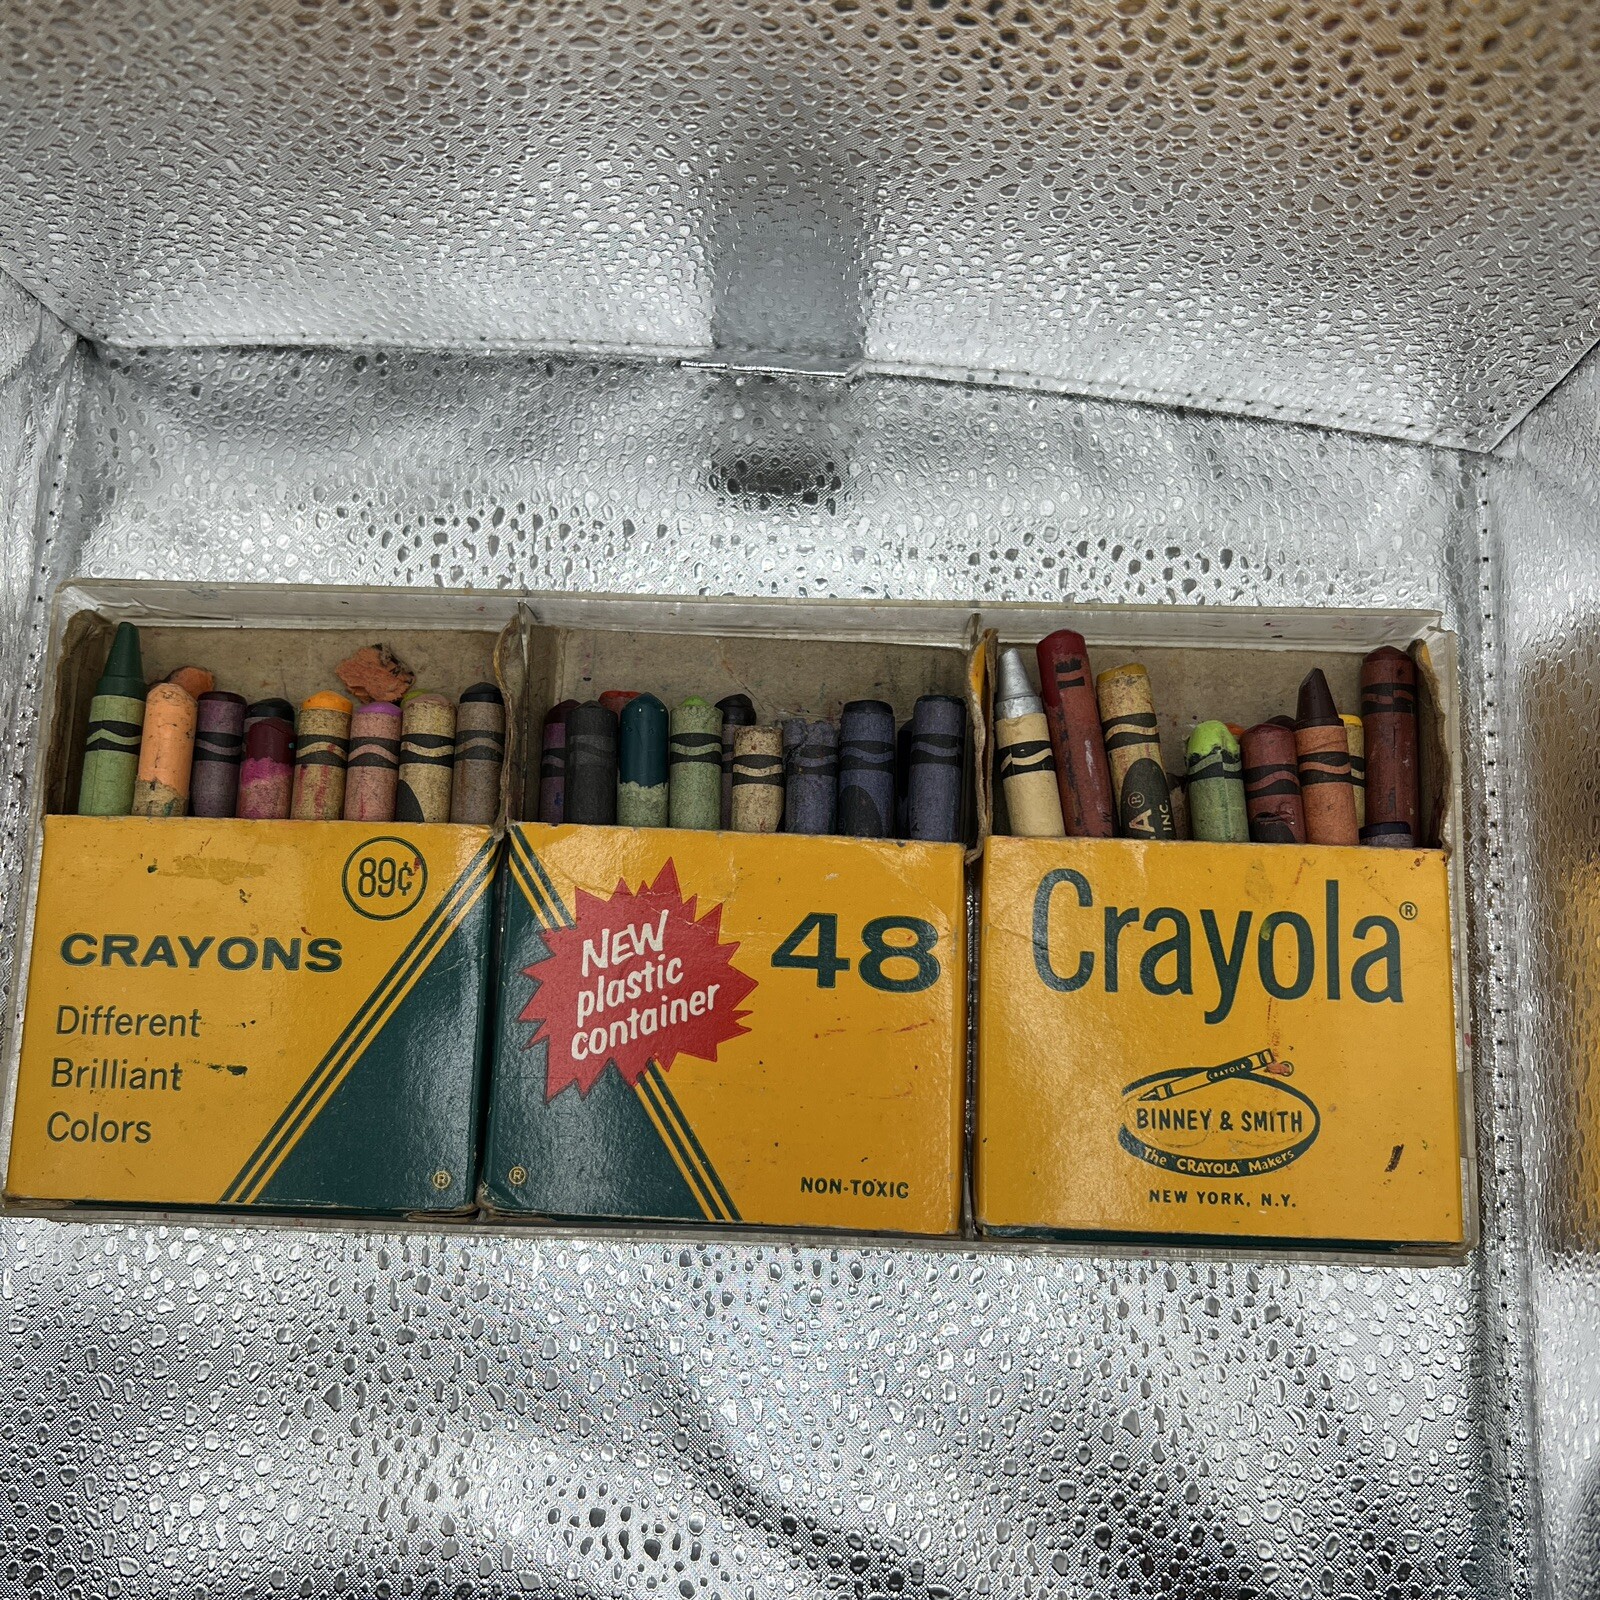 89¢
CRAYONS
Different
Brilliant
Colors
®
NEW
plastic
container
48
®
NON-TOXIC
A®
INC.
Crayola®
CRAYOLA
BINNEY & SMITH
The "CRAYOLA" Makers
NEW YORK, N.Y.